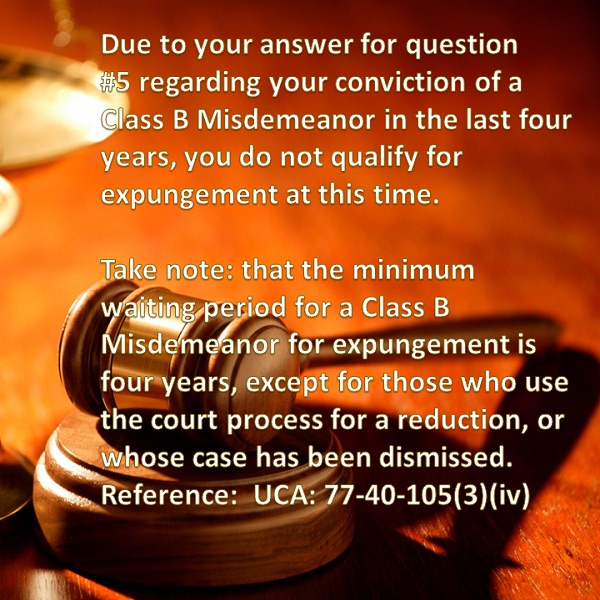 Due to your answer for question
#5 regarding your conviction of a
Class B Misdemeanor in the last four
years, you do not qualify for
expungement at this time.
Take note: that the minimum
waiting period for a Class B
Misdemeanor for expungement is
four years, except for those who use
the court process for a reduction, or
whose case has been dismissed.
Reference:  UCA: 77-40-105(3)(iv)